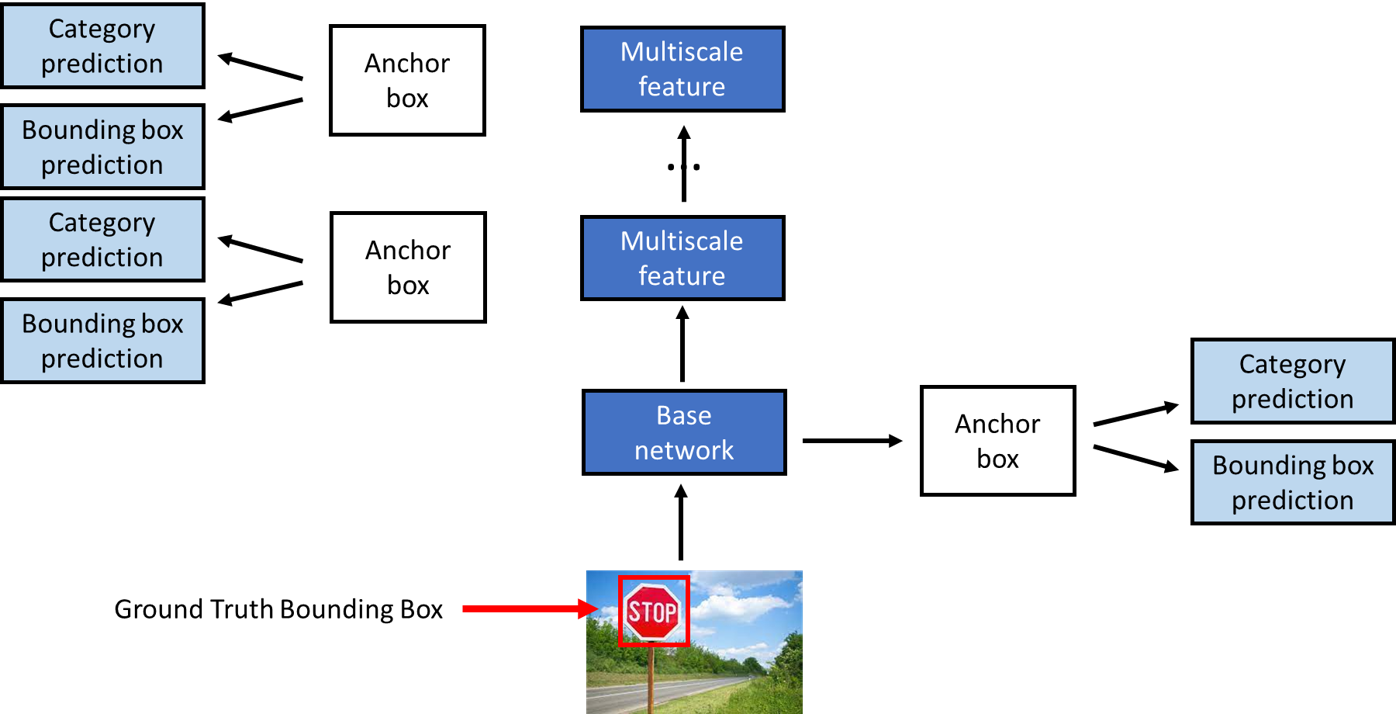 Category
prediction
Bounding box
prediction
Anchor
box
Multiscale
feature
...
Category
prediction
Bounding box
prediction
Anchor
box
Multiscale
feature
Base
network
Anchor
box
Category
prediction
Bounding box
prediction
Ground Truth Bounding Box
STOP